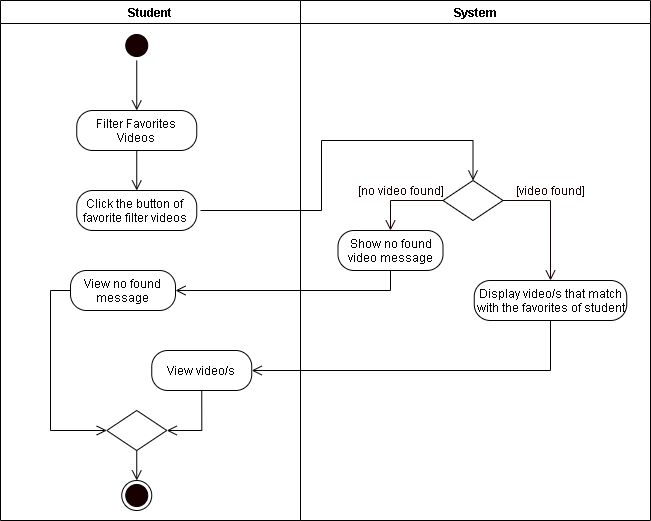 Student
System
Filter Favorites
Videos
Click the button of
favorite filter videos
[no video found]
[video found]
Show no found
video message
View no found
message
Display video/s that match
with the favorites of student
View video/s